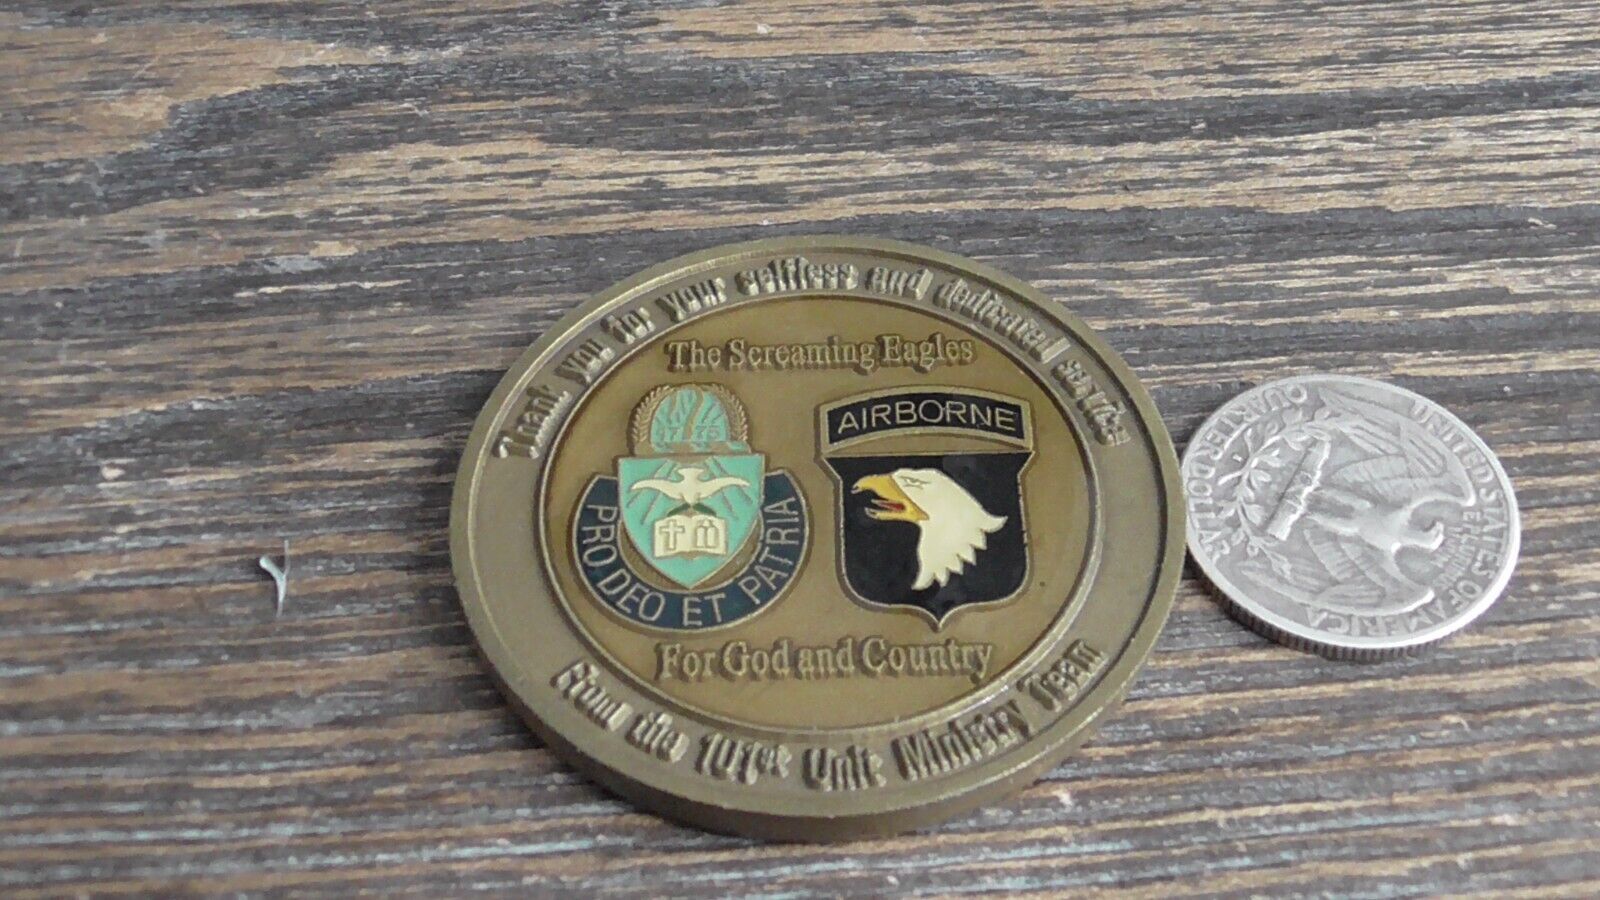 Thank you for your selfless and dedicated service
The Screaming Eagles
1775
PRO DEO ET PATRIA
AIRBORNE
For God and Country
From the 101st Unit Ministry Team
UNITED STATES OF AMERICA
E PLURIBUS UNUM
QUARTER DOLLAR